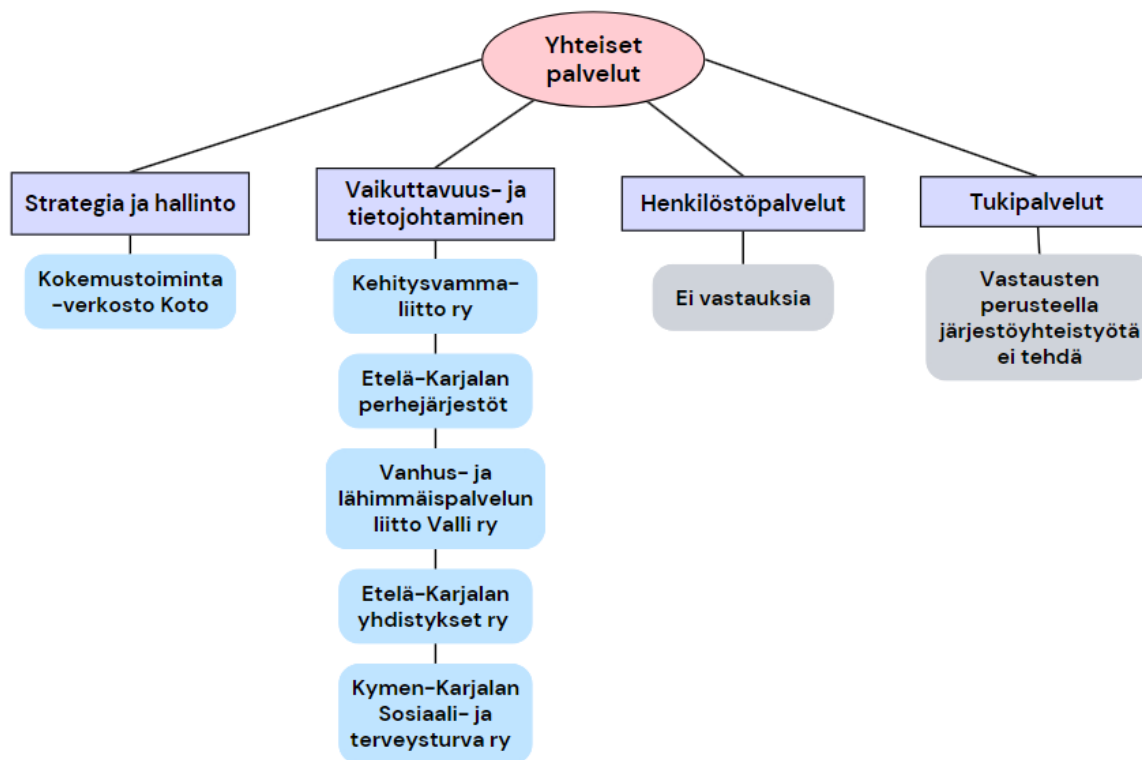 Yhteiset
palvelut
Strategia ja hallinto
Kokemustoiminta
-verkosto Koto
Vaikuttavuus- ja
tietojohtaminen
Kehitysvamma-
liitto ry
Etelä-Karjalan
perhejärjestöt
Vanhus- ja
lähimmäispalvelun
liitto Valli ry
Etelä-Karjalan
yhdistykset ry
Kymen-Karjalan
Sosiaali- ja
terveysturva ry
Henkilöstöpalvelut
Ei vastauksia
Tukipalvelut
Vastausten
perusteella
järjestöyhteistyötä
ei tehdä